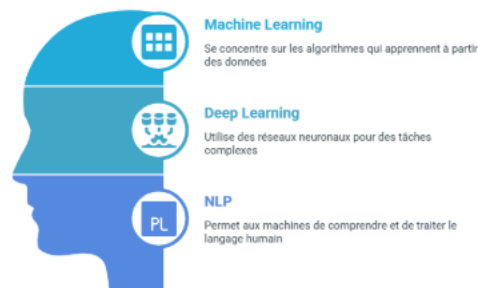 Machine Learning
Se concentre sur les algorithmes qui apprennent à partir
des données
Deep Learning
Utilise des réseaux neuronaux pour des tâches
complexes
NLP
PL
Permet aux machines de comprendre et de traiter le
langage humain